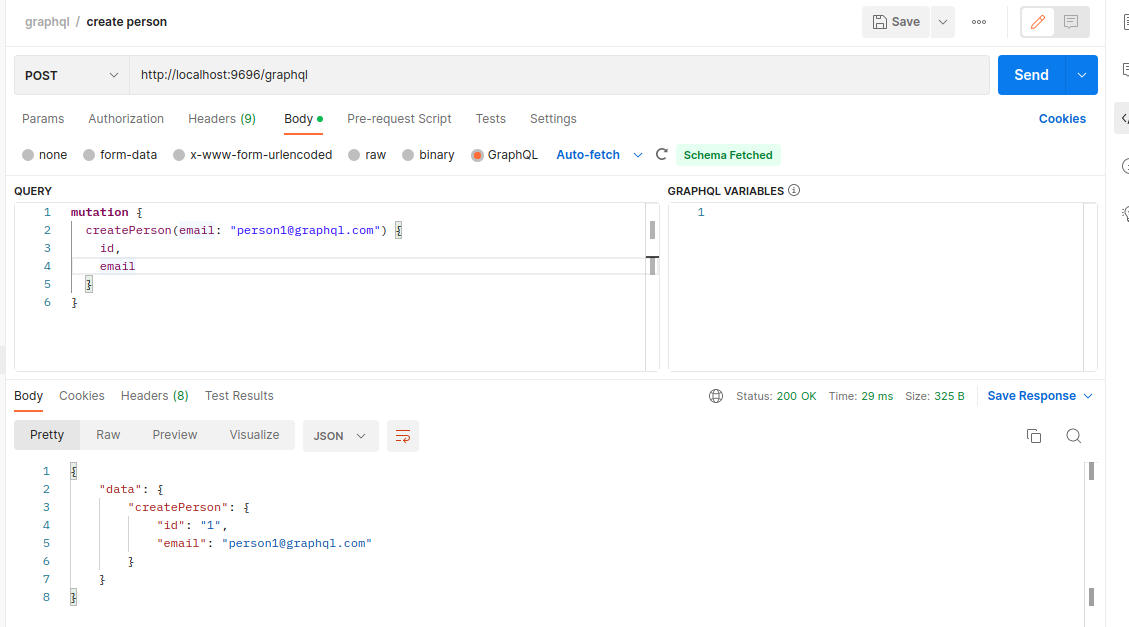 graphql / create person
Save
POST
http://localhost:9696/graphql
Send
Params Authorization Headers (9) Body Pre-request Script Tests Settings Cookies
none form-data x-www-form-urlencoded raw binary GraphQL Auto-fetch Schema Fetched
QUERY
1 mutation {
2 createPerson(email: "person1@graphql.com") {
3 id,
4 email
5 }
6 }
GRAPHQL VARIABLES
1
Body Cookies Headers (8) Test Results
Status: 200 OK Time: 29 ms Size: 325 B Save Response
Pretty Raw Preview Visualize JSON
1 {
2 "data": {
3 "createPerson": {
4 "id": "1",
5 "email": "person1@graphql.com"
6 }
7 }
8 }